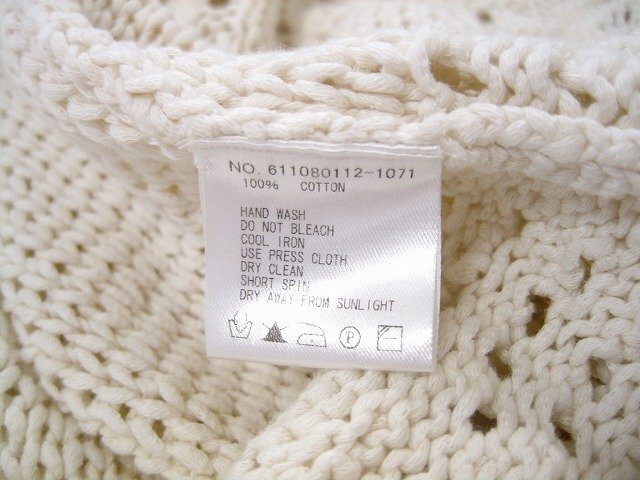 NO. 611080112-1071
100% COTTON
HAND WASH
DO NOT BLEACH
COOL IRON
USE PRESS CLOTH
DRY CLEAN
SHORT SPIN
DRY AWAY FROM SUNLIGHT
P